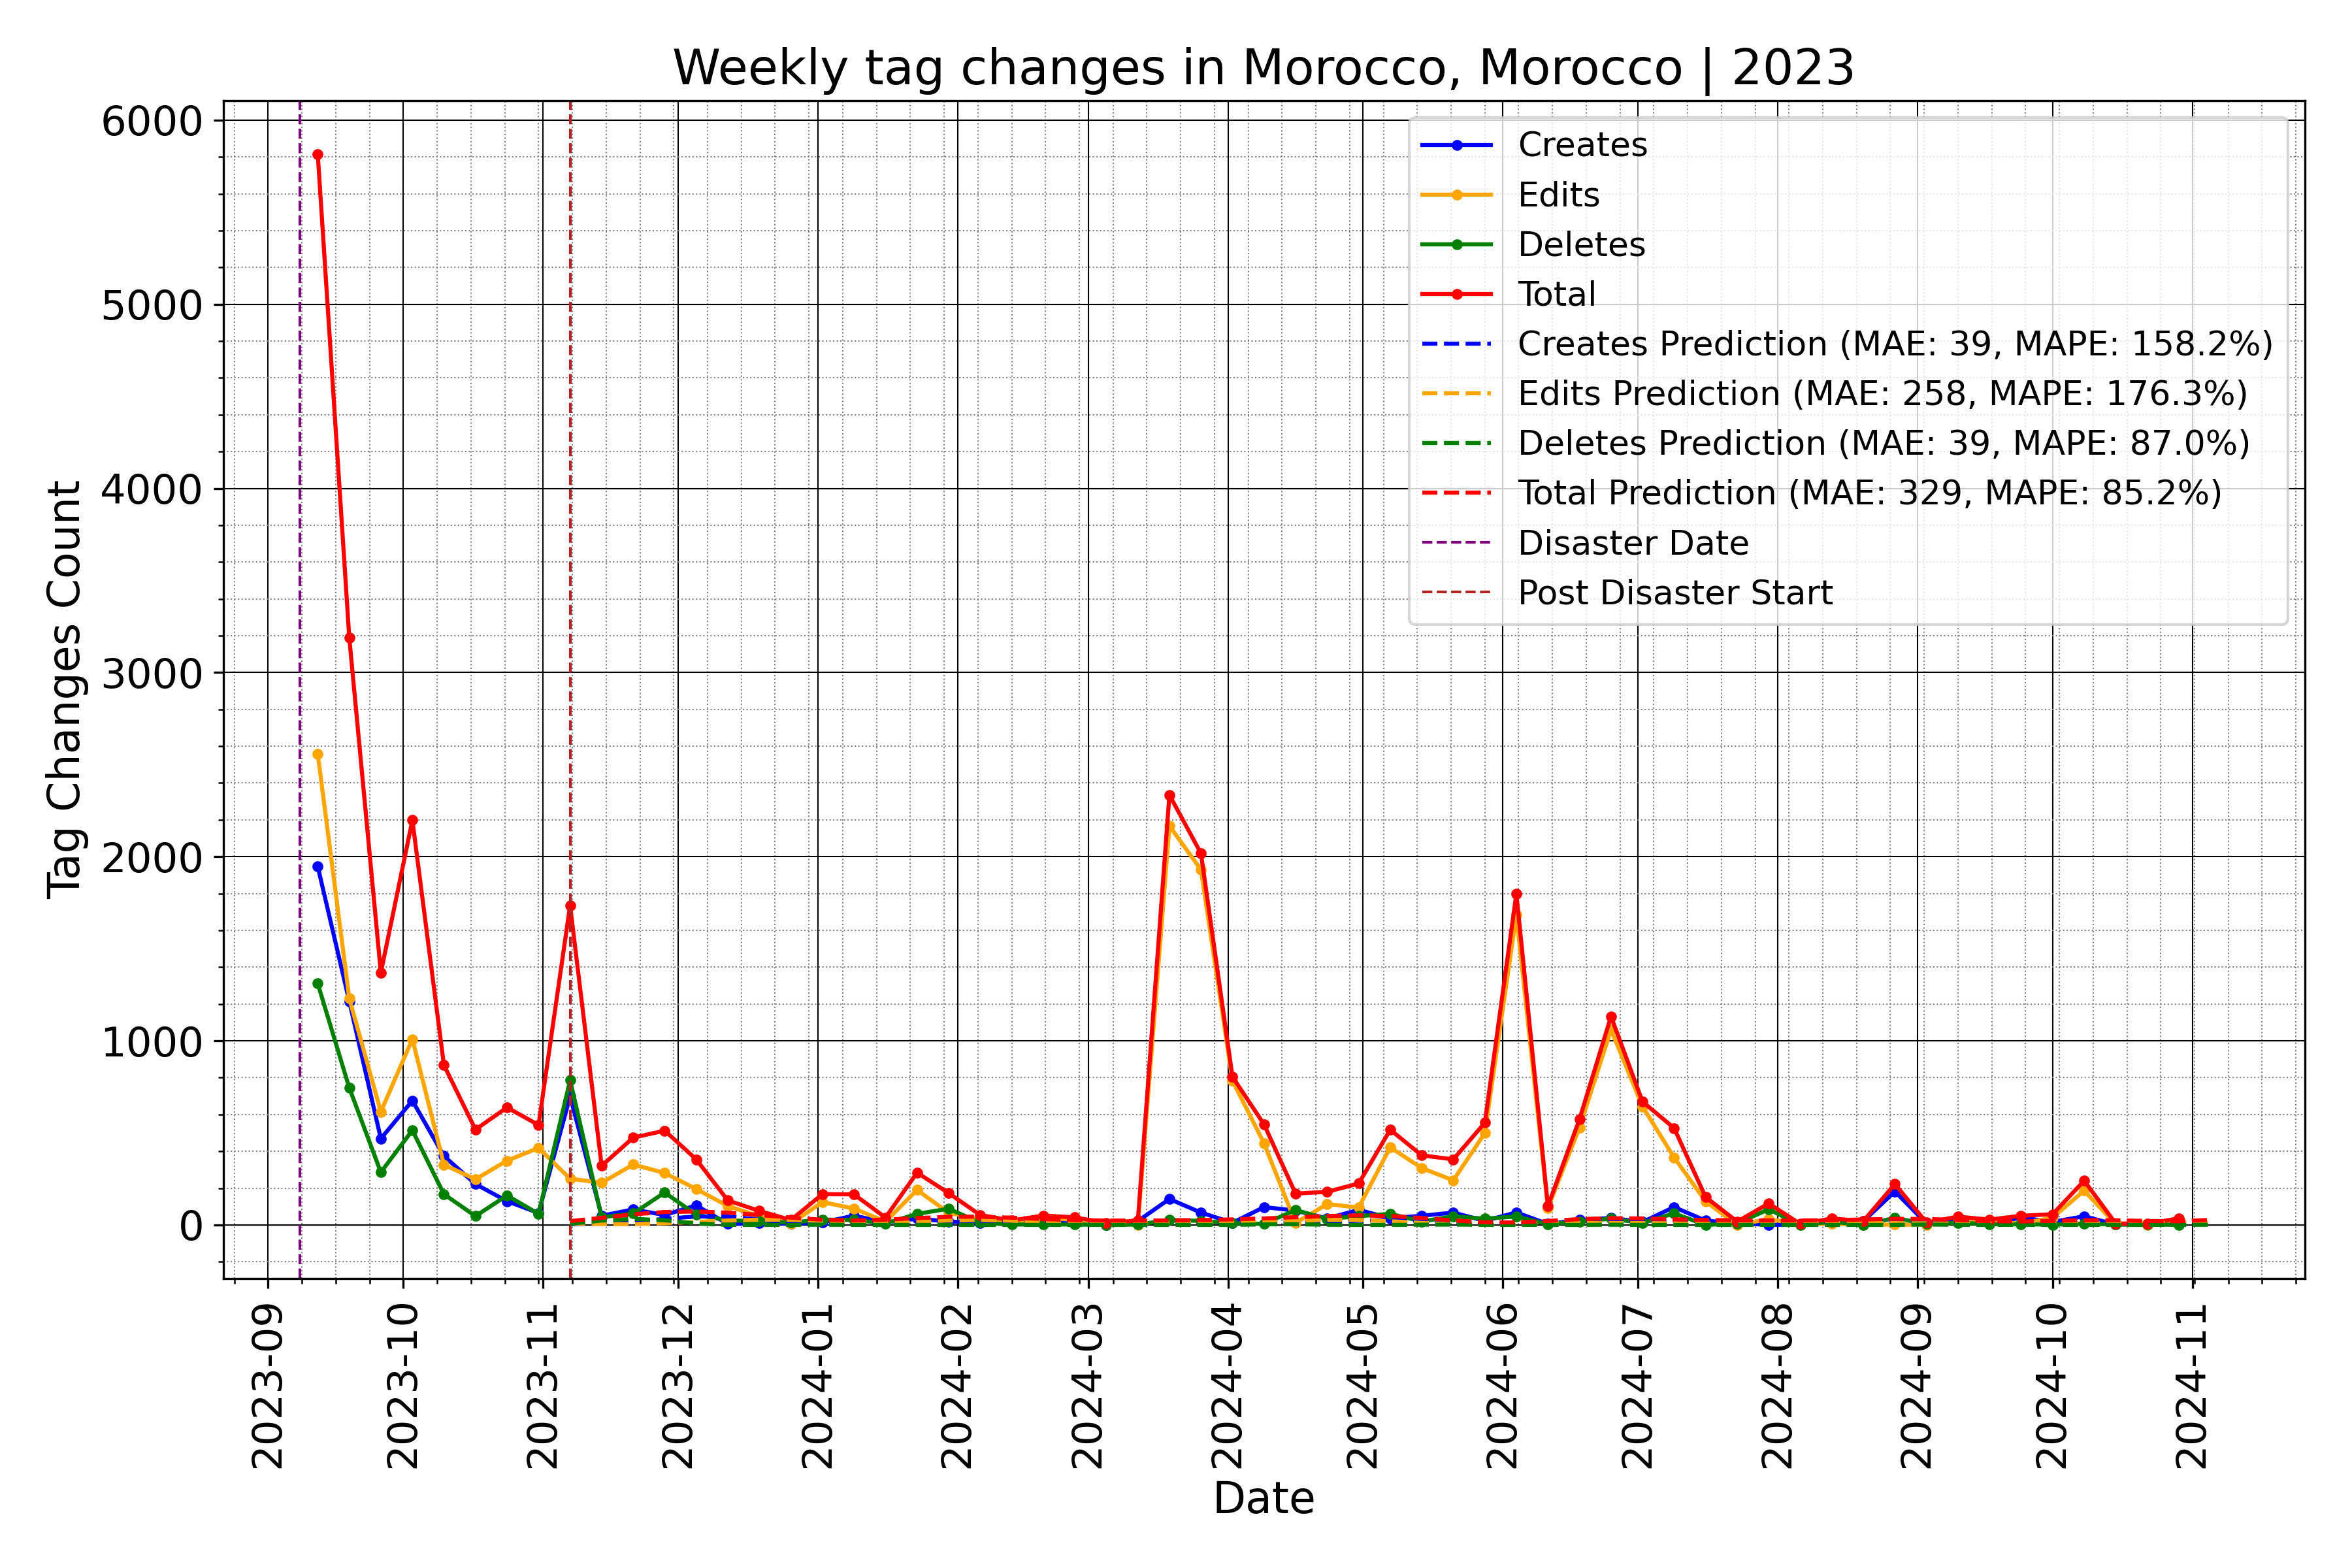 Weekly tag changes in Morocco, Morocco | 2023
Tag Changes Count
6000
5000
4000
3000
2000
1000
0
Creates
Edits
Deletes
Total
Creates Prediction (MAE: 39, MAPE: 158.2%)
Edits Prediction (MAE: 258, MAPE: 176.3%)
Deletes Prediction (MAE: 39, MAPE: 87.0%)
Total Prediction (MAE: 329, MAPE: 85.2%)
Disaster Date
Post Disaster Start
2023-09
2023-10
2023-11
2023-12
2024-01
2024-02
2024-03
2024-04
2024-05
2024-06
2024-07
2024-08
2024-09
2024-10
2024-11
Date